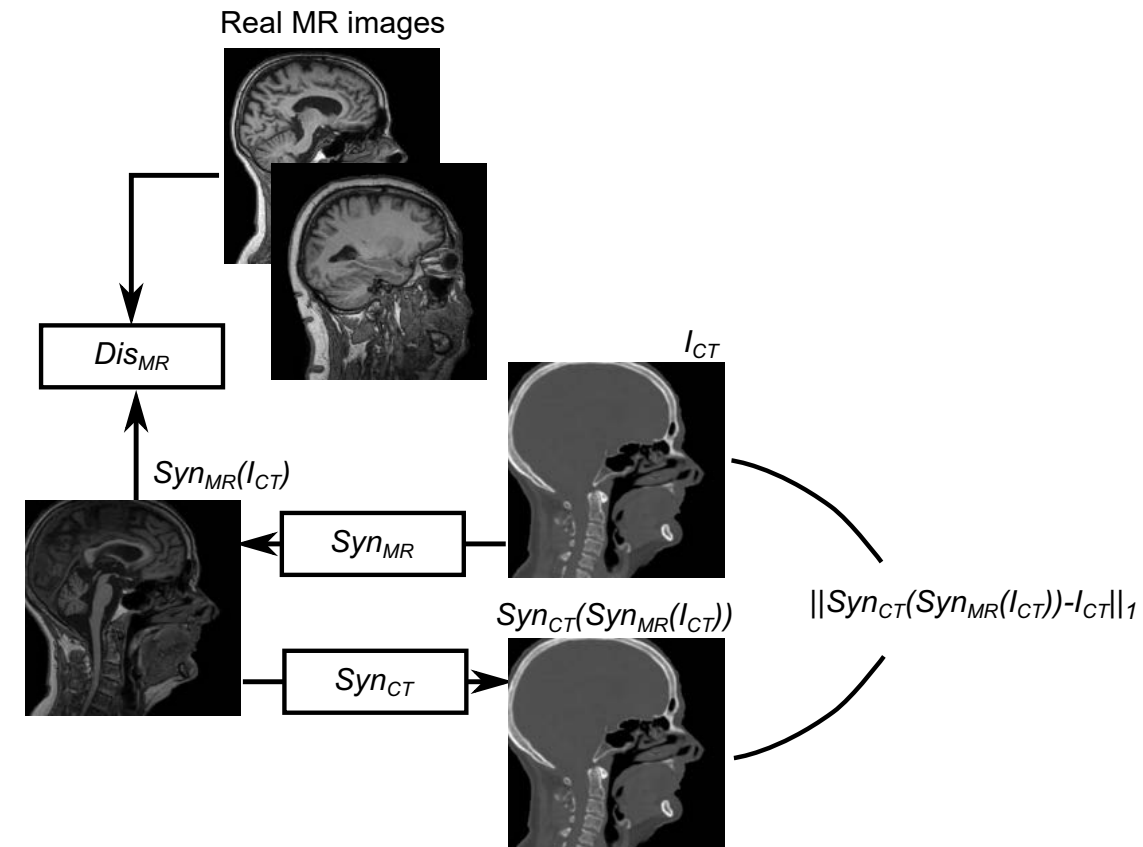 Real MR images
Dis_MR
I_CT
Syn_MR(I_CT)
Syn_MR
||Syn_CT(Syn_MR(I_CT))-I_CT||_1
Syn_CT(Syn_MR(I_CT))
Syn_CT